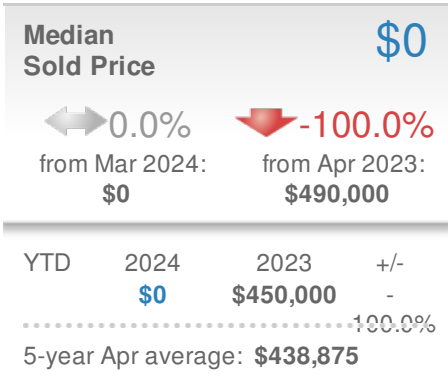 Median $0
Sold Price
0.0% -100.0%
from Mar 2024: from Apr 2023:
$0 $490,000
YTD 2024 2023 +/-
$0 $450,000 -
100.0%
5-year Apr average: $438,875